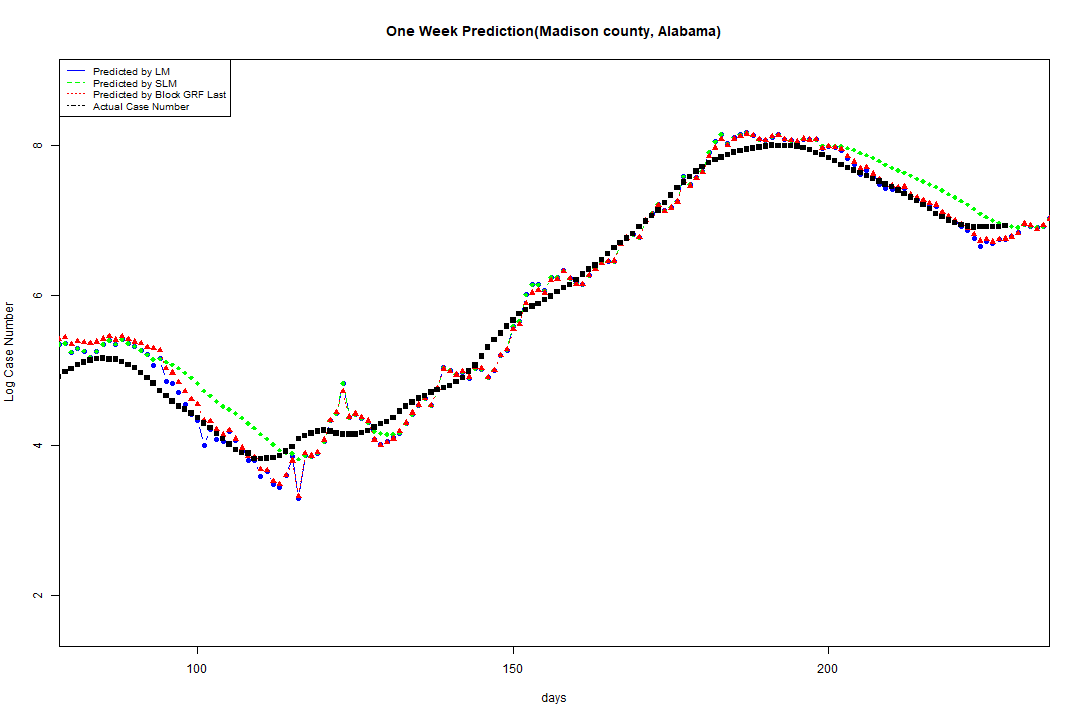 One Week Prediction(Madison county, Alabama)
Predicted by LM
Predicted by SLM
Predicted by Block GRF Last
Actual Case Number
8
6
4
2
Log Case Number
100
150
200
days